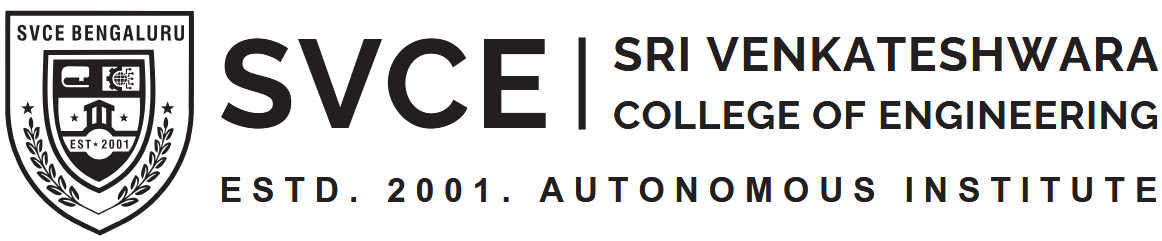 SVCE BENGALURU
EST★2001
SVCE
SRI VENKATESHWARA
COLLEGE OF ENGINEERING
ESTD. 2001. AUTONOMOUS INSTITUTE